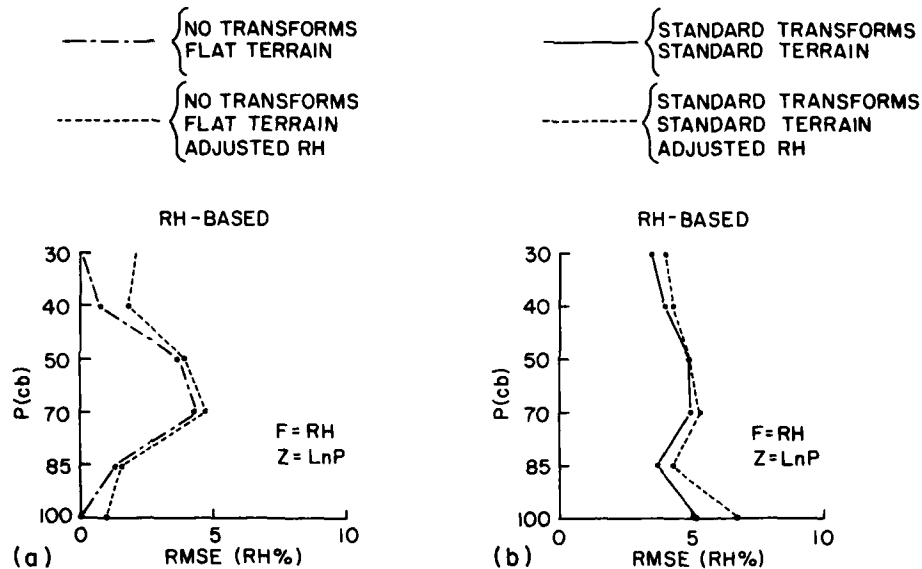 NO TRANSFORMS
FLAT TERRAIN
NO TRANSFORMS
FLAT TERRAIN
ADJUSTED RH
STANDARD TRANSFORMS
STANDARD TERRAIN
STANDARD TRANSFORMS
STANDARD TERRAIN
ADJUSTED RH
RH-BASED
30
40
50
70
85
100
P(cb)
F=RH
Z=LnP
0
5
10
(a)
RMSE (RH%)
RH-BASED
30
40
50
70
85
100
P(cb)
F=RH
Z=LnP
0
5
10
(b)
RMSE (RH%)